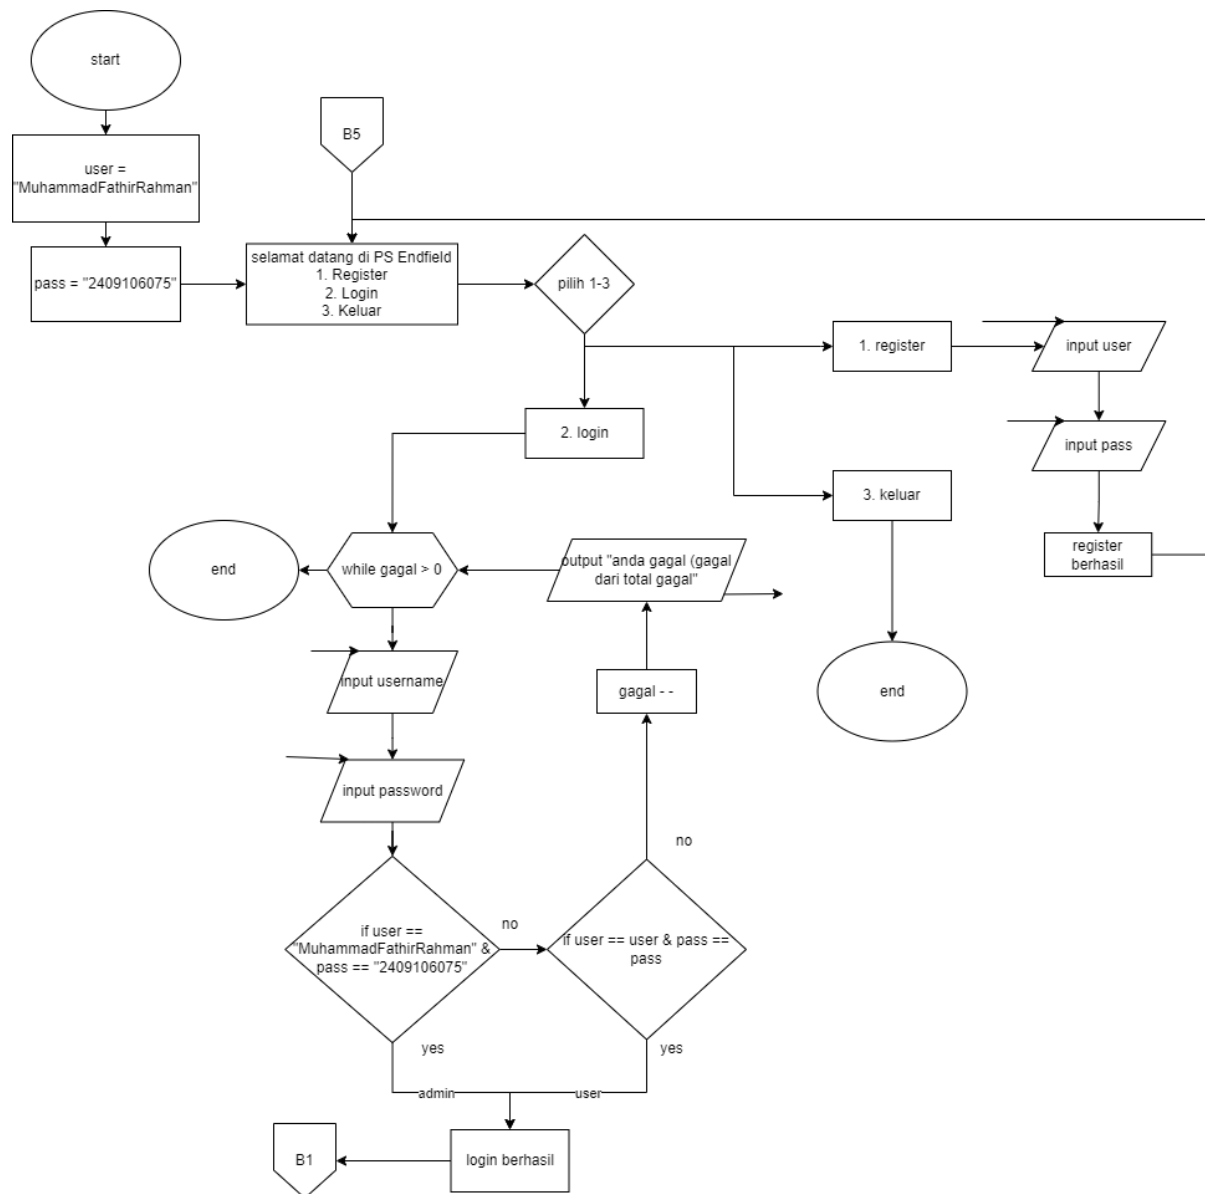 start
user =
"MuhammadFathirRahman"
pass = "2409106075"
B5
selamat datang di PS Endfield
1. Register
2. Login
3. Keluar
pilih 1-3
1. register
input user
input pass
register
berhasil
2. login
3. keluar
end
end
while gagal > 0
output "anda gagal (gagal
dari total gagal"
gagal - -
input username
input password
if user ==
"MuhammadFathirRahman" &
pass == "2409106075"
no
if user == user & pass ==
pass
no
yes
yes
admin
user
login berhasil
B1